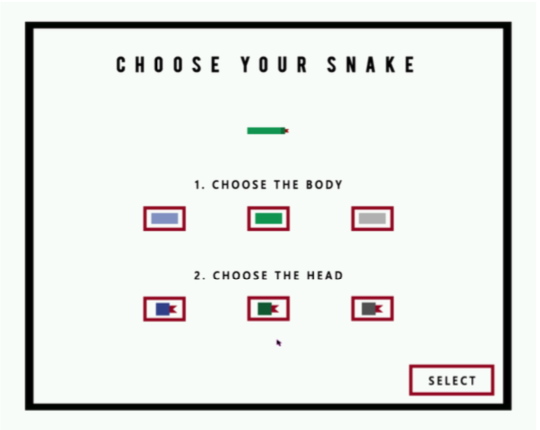 CHOOSE YOUR SNAKE
1. CHOOSE THE BODY
2. CHOOSE THE HEAD
SELECT